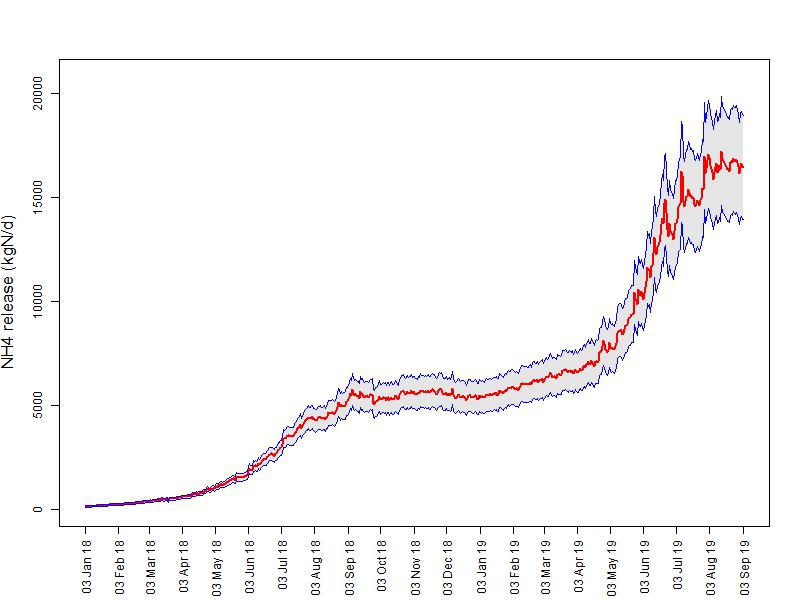 NH4 release (kgN/d)
20000
15000
10000
5000
0
03 Jan 18
03 Feb 18
03 Mar 18
03 Apr 18
03 May 18
03 Jun 18
03 Jul 18
03 Aug 18
03 Sep 18
03 Oct 18
03 Nov 18
03 Dec 18
03 Jan 19
03 Feb 19
03 Mar 19
03 Apr 19
03 May 19
03 Jun 19
03 Jul 19
03 Aug 19
03 Sep 19